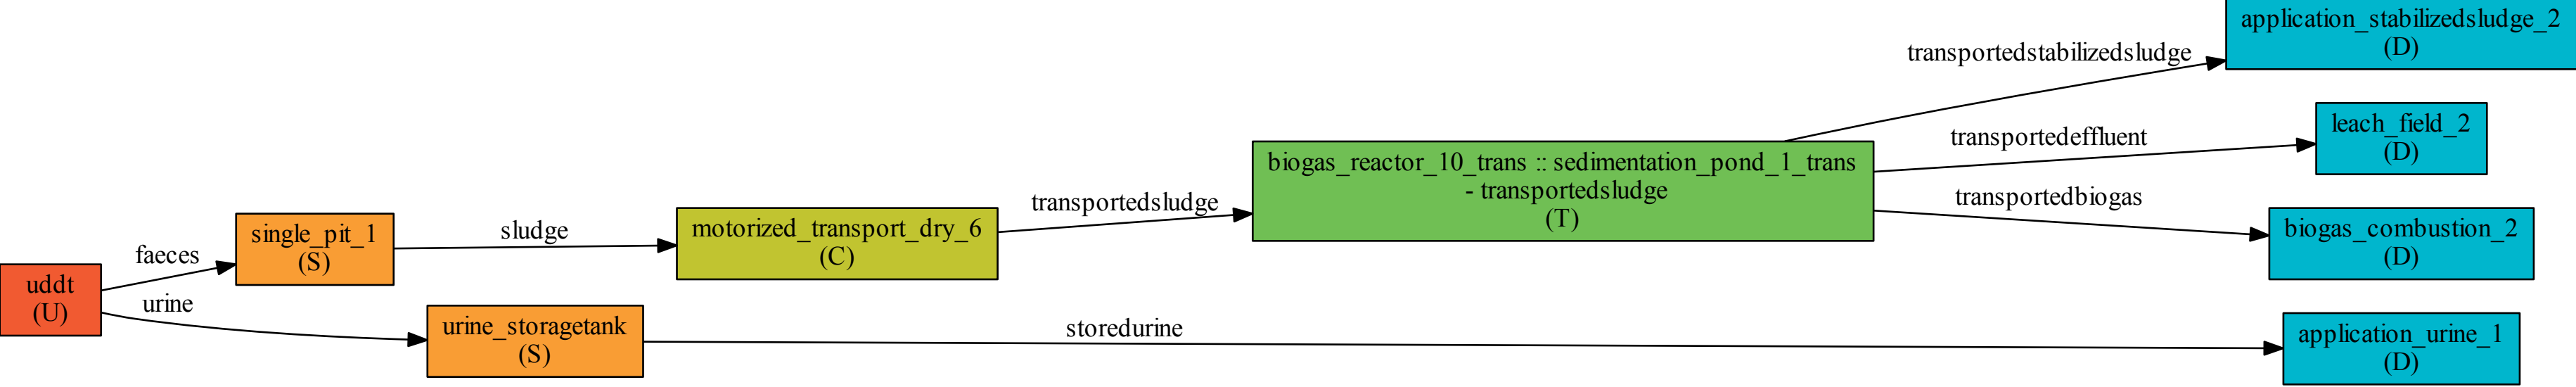 uddt
(U)
faeces
urine
single_pit_1
(S)
urine_storagetank
(S)
sludge
motorized_transport_dry_6
(C)
transportedsludge
storedurine
biogas_reactor_10_trans :: sedimentation_pond_1_trans
- transportedsludge
(T)
transportedstabilizedsludge
transportedeffluent
transportedbiogas
application_stabilizedsludge_2
(D)
leach_field_2
(D)
biogas_combustion_2
(D)
application_urine_1
(D)